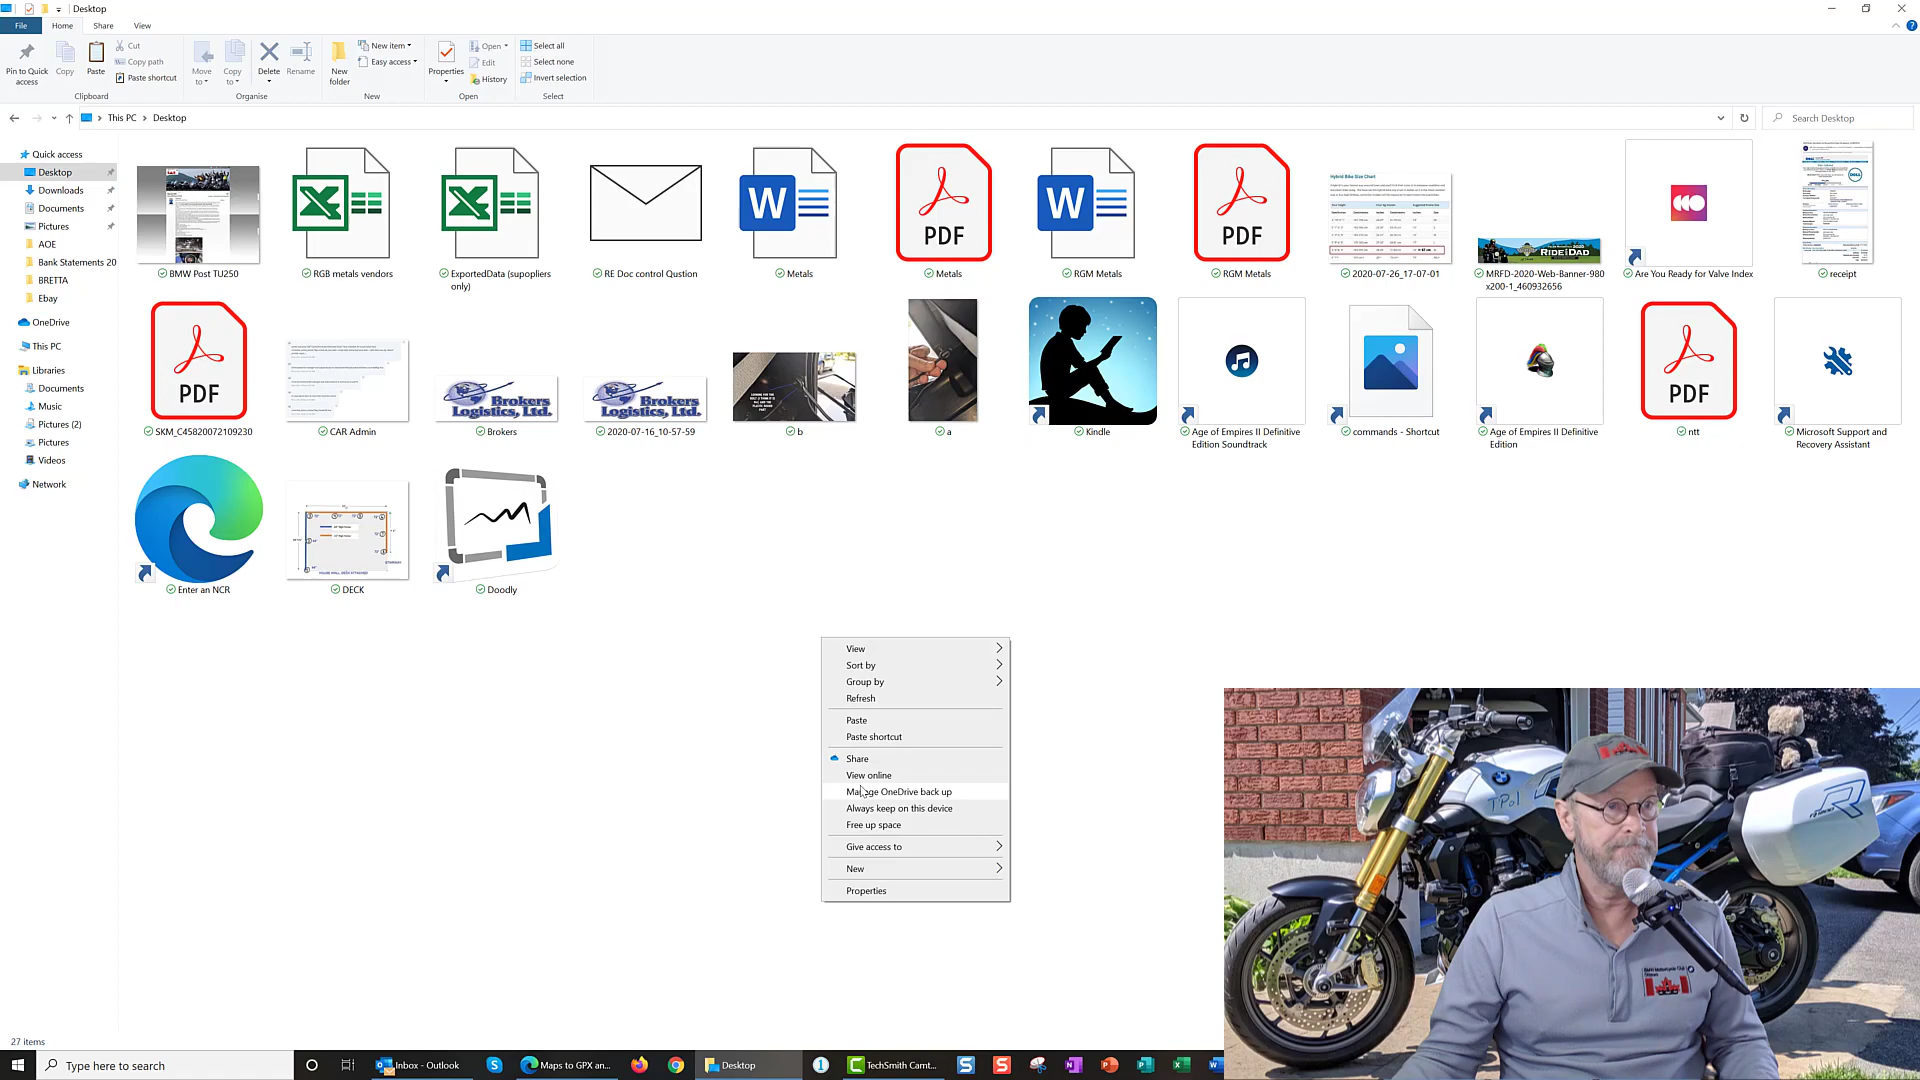 Desktop
File Home Share View
Pin to Quick access
Copy
Paste
Cut
Copy path
Paste shortcut
Clipboard
Move to
Copy to
Delete
Rename
Organise
New folder
New item
Easy access
New
Properties
Open
Edit
History
Open
Select all
Select none
Invert selection
Select
This PC > Desktop
Search Desktop
Quick access
Desktop
Downloads
Documents
Pictures
AOE
Bank Statements 20
BRETTA
Ebay
OneDrive
This PC
Libraries
Documents
Music
Pictures (2)
Pictures
Videos
Network
BMW Post TU250
RGB metals vendors
ExportedData (supopliers only)
RE Doc control Qustion
W
Metals
PDF
Metals
W
RGM Metals
PDF
RGM Metals
Hybrid Bike Size Chart
2020-07-26_17-07-01
RIDEfDAD
MRFD-2020-Web-Banner-980x200-1_460932656
Are You Ready for Valve Index
DELL
receipt
PDF
SKM_C45820072109230
CAR Admin
Brokers Logistics, Ltd.
Brokers
Brokers Logistics, Ltd.
2020-07-16_10-57-59
b
a
Kindle
Age of Empires II Definitive Edition Soundtrack
commands - Shortcut
Age of Empires II Definitive Edition
PDF
ntt
Microsoft Support and Recovery Assistant
Enter an NCR
DECK
Doodly
View
Sort by
Group by
Refresh
Paste
Paste shortcut
Share
View online
Manage OneDrive back up
Always keep on this device
Free up space
Give access to
New
Properties
TPol
R
27 items
Type here to search
Inbox - Outlook
Maps to GPX an...
Desktop
TechSmith Camt...